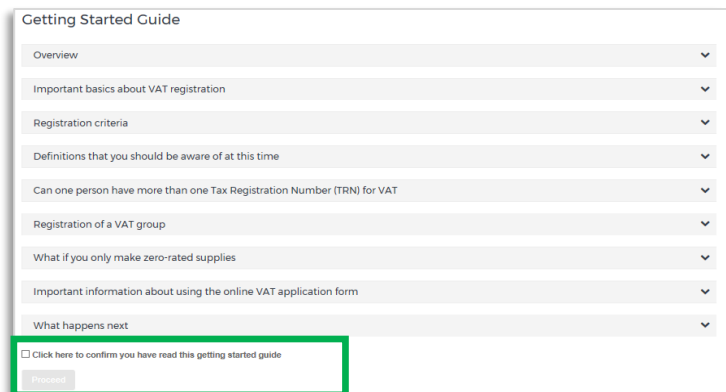 Getting Started Guide
Overview
Important basics about VAT registration
Registration criteria
Definitions that you should be aware of at this time
Can one person have more than one Tax Registration Number (TRN) for VAT
Registration of a VAT group
What if you only make zero-rated supplies
Important information about using the online VAT application form
What happens next
Click here to confirm you have read this getting started guide
Proceed